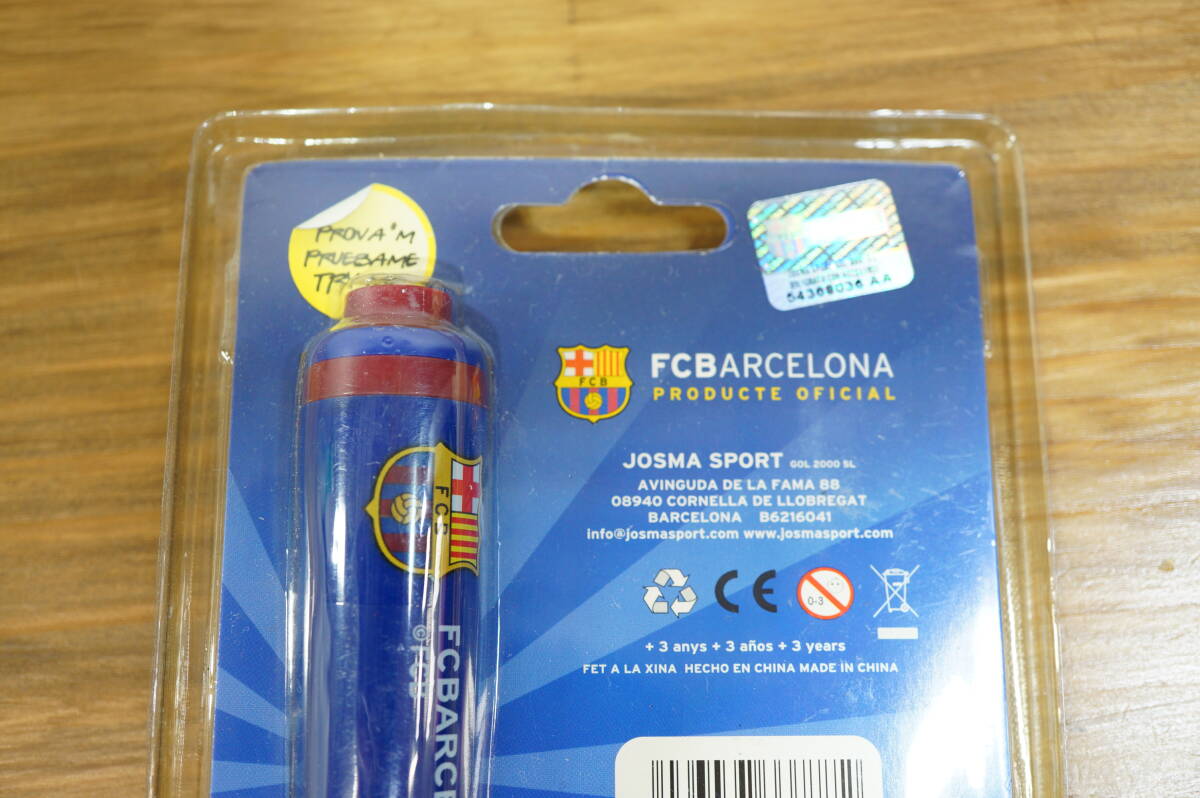 PROVA'M
PRUEBAME
54308036 AA
FCB
FCBARCELONA
PRODUCTE OFICIAL
JOSMA SPORT GOL 2000 SL
AVINGUDA DE LA FAMA 88
08940 CORNELLA DE LLOBREGAT
BARCELONA B6216041
info@josmasport.com www.josmasport.com
CE
0-3
+ 3 anys + 3 años + 3 years
FET A LA XINA HECHO EN CHINA MADE IN CHINA
FCB
FCBARCE
©FCB